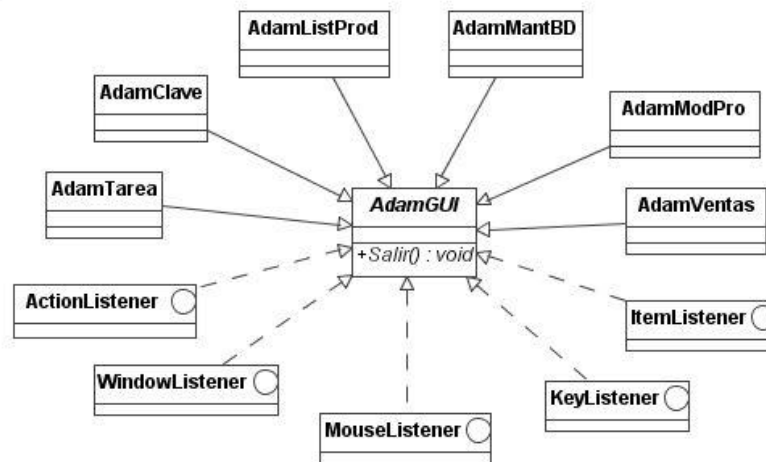 AdamListProd
AdamMantBD
AdamClave
AdamModPro
AdamTarea
AdamGUI
AdamVentas
+Salir() : void
ActionListener
ItemListener
WindowListener
KeyListener
MouseListener